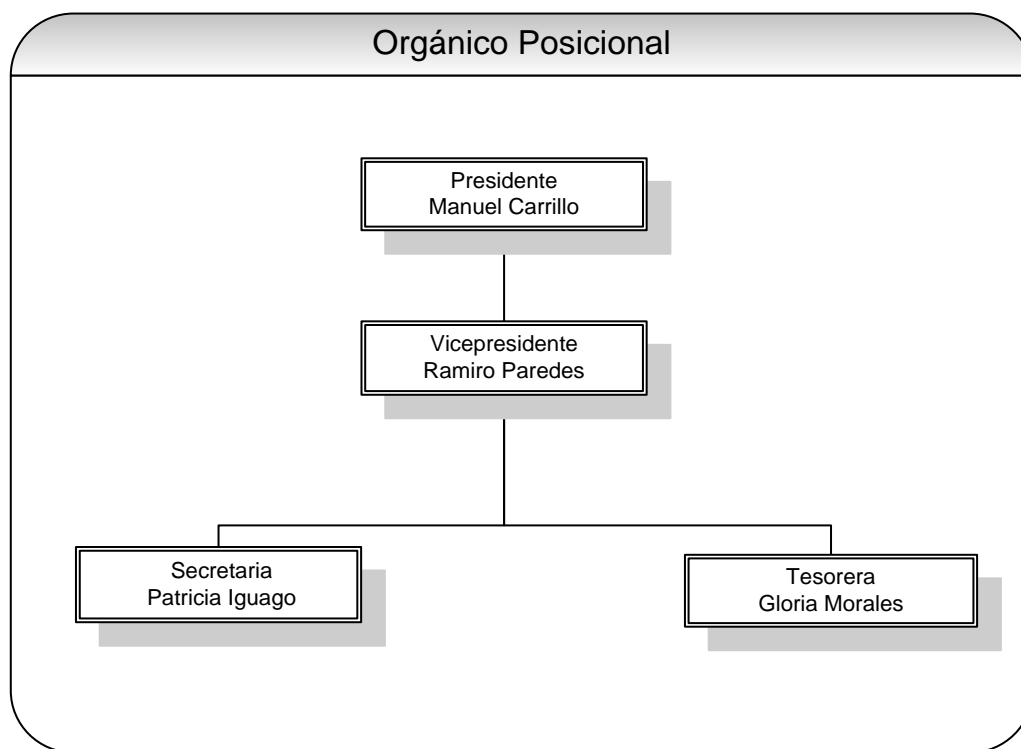 Orgánico Posicional
Presidente
Manuel Carrillo
Vicepresidente
Ramiro Paredes
Secretaria
Patricia Iguago
Tesorera
Gloria Morales